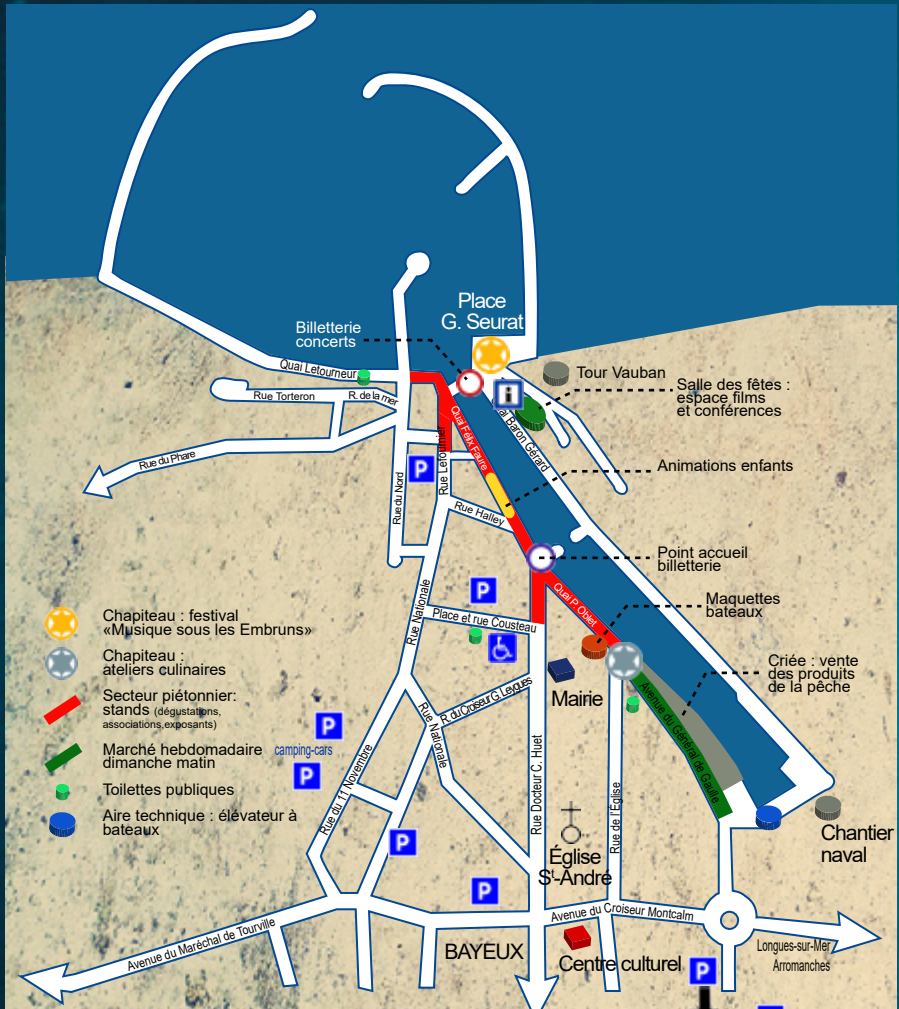 Place
G. Seurat
Billetterie
concerts
Quai Letourneur
Tour Vauban
Salle des fêtes :
espace films
et conférences
Rue Torteron
R. de la mer
i
Baron Gérard
Quai Félix Faure
Rue du Phare
P
Rue Letournier
Animations enfants
Rue du Nord
Rue Halley
Point accueil
billetterie
P
Quai P. Oblet
Maquettes
bateaux
Rue Nationale
Place et rue Cousteau
Chapiteau : festival
«Musique sous les Embruns»
Chapiteau :
ateliers culinaires
Secteur piétonnier:
stands (dégustations,
associations,exposants)
Marché hebdomadaire
dimanche matin
Toilettes publiques
Aire technique : élévateur à
bateaux
Criée : vente
des produits
de la pêche
Mairie
R. du Croiseur G. Leygues
Rue Nationale
Avenue du Général de Gaulle
P
camping-cars
P
Rue du 11 Novembre
Rue Docteur C. Huet
Rue de l'Église
P
Église
St-André
Chantier
naval
P
Avenue du Croiseur Montcalm
Avenue du Maréchal de Tourville
BAYEUX
Centre culturel
P
Longues-sur-Mer
Arromanches